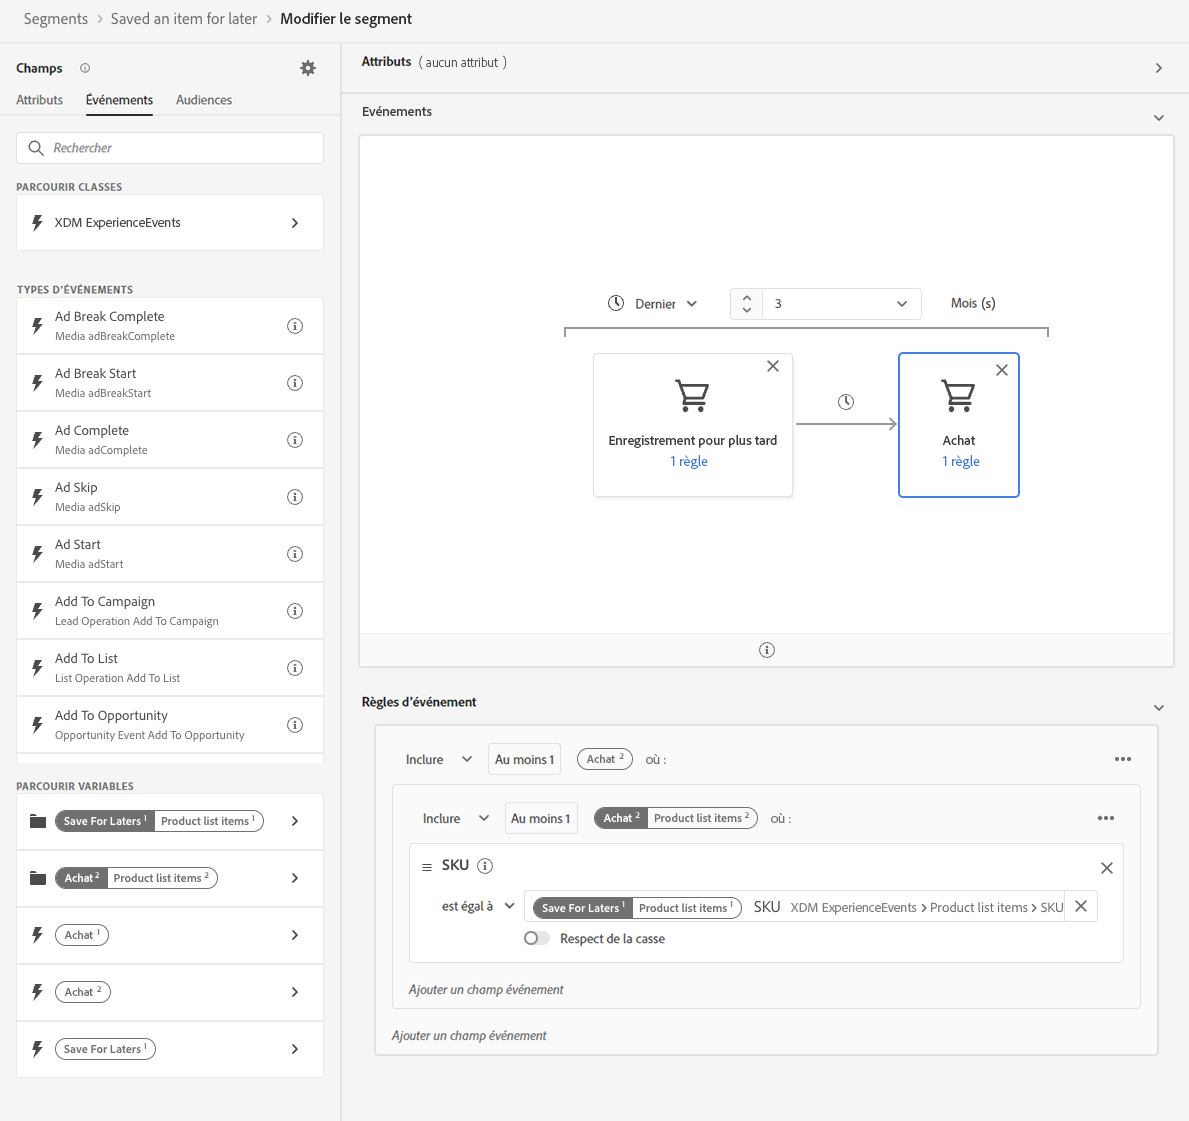 Segments > Saved an item for later > Modifier le segment
Champs
Attributs Événements Audiences
Rechercher
PARCOURIR CLASSES
XDM ExperienceEvents
TYPES D'ÉVÉNEMENTS
Ad Break Complete
Media adBreakComplete
Ad Break Start
Media adBreakStart
Ad Complete
Media adComplete
Ad Skip
Media adSkip
Ad Start
Media adStart
Add To Campaign
Lead Operation Add To Campaign
Add To List
List Operation Add To List
Add To Opportunity
Opportunity Event Add To Opportunity
PARCOURIR VARIABLES
Save For Laters 1 Product list items 1
Achat 2 Product list items 2
Achat 1
Achat 2
Save For Laters 1
Attributs ( aucun attribut )
Evénements
Dernier 3 Mois (s)
Enregistrement pour plus tard
1 règle
Achat
1 règle
Règles d'événement
Inclure Au moins 1 Achat 2 où :
Inclure Au moins 1 Achat 2 Product list items 2 où :
SKU
est égal à Save For Laters 1 Product list items 1 SKU XDM ExperienceEvents > Product list items > SKU
Respect de la casse
Ajouter un champ événement
Ajouter un champ événement